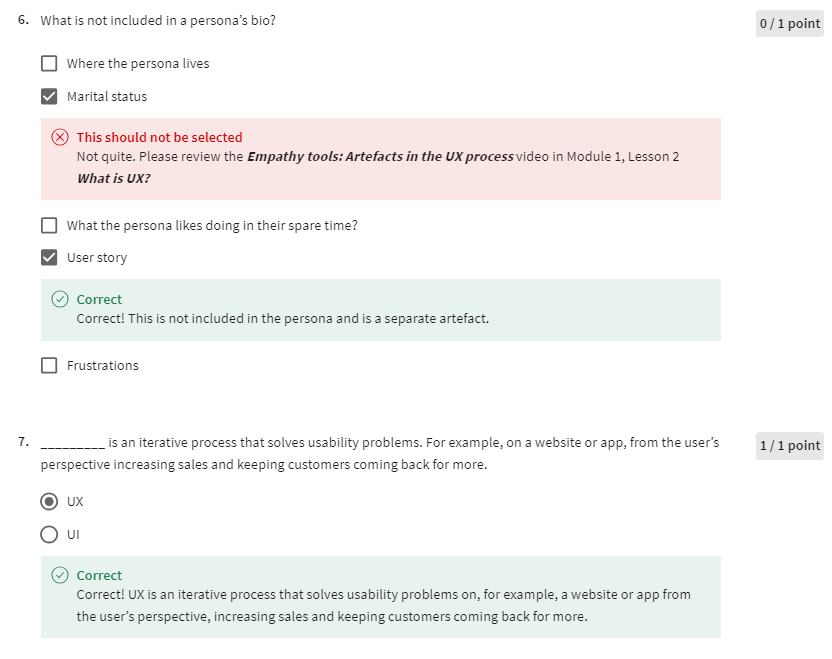 6. What is not included in a persona's bio?
0 / 1 point
Where the persona lives
Marital status
This should not be selected
Not quite. Please review the Empathy tools: Artefacts in the UX process video in Module 1, Lesson 2
What is UX?
What the persona likes doing in their spare time?
User story
Correct
Correct! This is not included in the persona and is a separate artefact.
Frustrations
7. _________ is an iterative process that solves usability problems. For example, on a website or app, from the user's
1 / 1 point
perspective increasing sales and keeping customers coming back for more.
UX
UI
Correct
Correct! UX is an iterative process that solves usability problems on, for example, a website or app from
the user's perspective, increasing sales and keeping customers coming back for more.